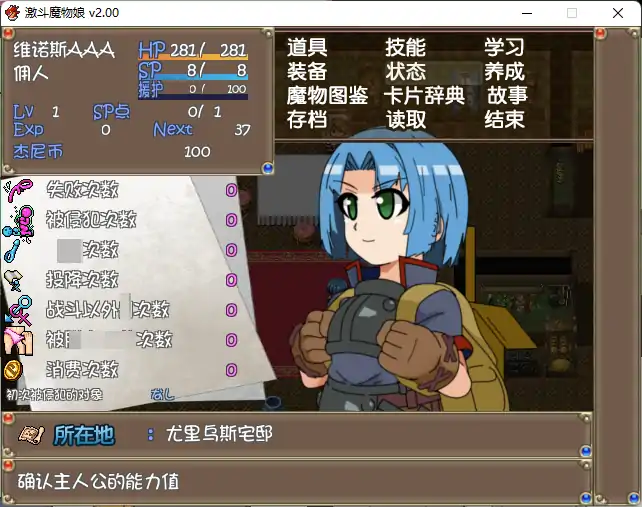 激斗魔物娘 v2.00
维诺斯AAA HP 281/ 281
佣人 SP 8/ 8
援护 0/ 100
Lv 1 SP点 0/ 1
Exp 0 Next 37
杰尼币 100
道具 技能 学习
装备 状态 养成
魔物图鉴 卡片辞典 故事
存档 读取 结束
失败次数 0
被侵犯次数 0
次数 0
投降次数 0
战斗以外 次数 0
被 次数 0
消费次数 0
初次被侵犯的对象 なし
所在地 : 尤里乌斯宅邸
确认主人公的能力值